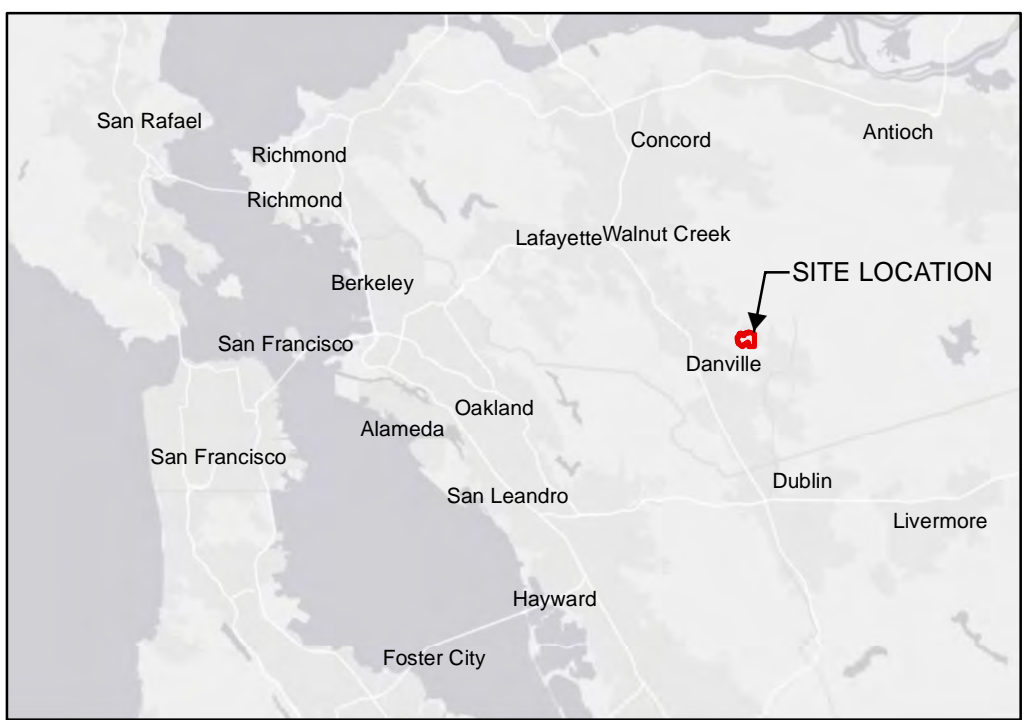 San Rafael
Richmond
Concord
Antioch
Richmond
Lafayette
Walnut Creek
Berkeley
SITE LOCATION
San Francisco
Danville
Oakland
Alameda
San Francisco
Dublin
San Leandro
Livermore
Hayward
Foster City